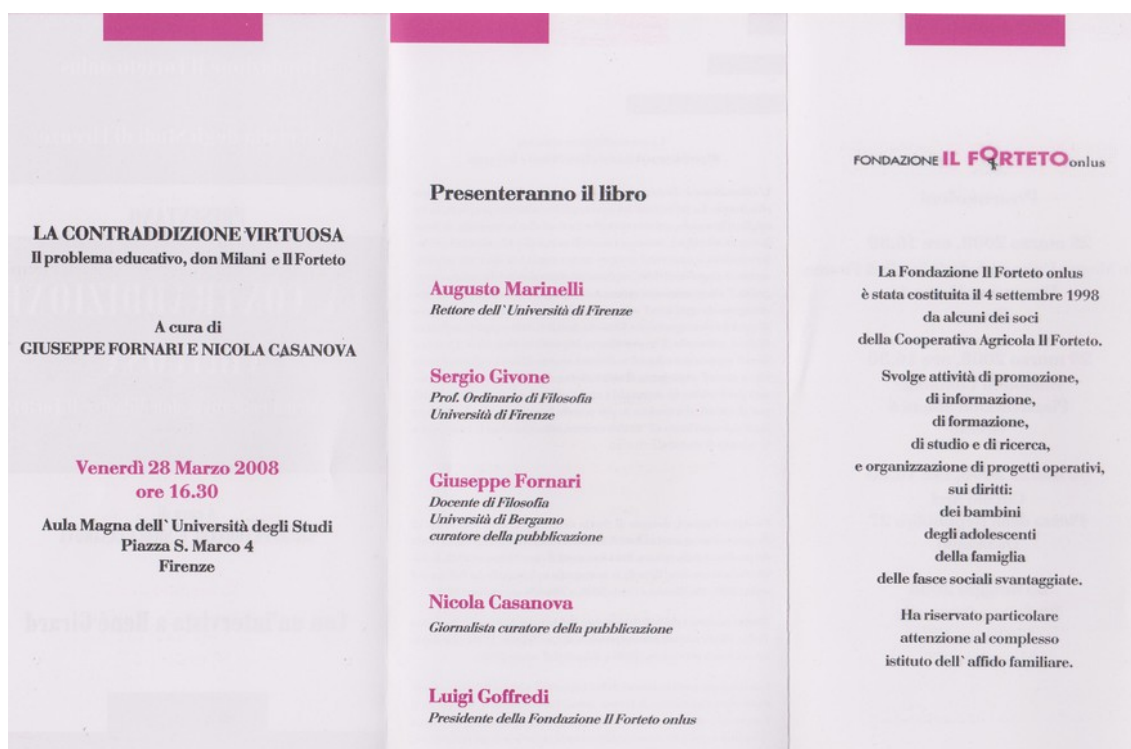 LA CONTRADDIZIONE VIRTUOSA
Il problema educativo, don Milani e Il Forteto
A cura di
GIUSEPPE FORNARI E NICOLA CASANOVA
Venerdì 28 Marzo 2008
ore 16.30
Aula Magna dell`Università degli Studi
Piazza S. Marco 4
Firenze
Presenteranno il libro
Augusto Marinelli
Rettore dell`Università di Firenze
Sergio Givone
Prof. Ordinario di Filosofia
Università di Firenze
Giuseppe Fornari
Docente di Filosofia
Università di Bergamo
curatore della pubblicazione
Nicola Casanova
Giornalista curatore della pubblicazione
Luigi Goffredi
Presidente della Fondazione Il Forteto onlus
FONDAZIONE IL FORTETO onlus
La Fondazione Il Forteto onlus
è stata costituita il 4 settembre 1998
da alcuni dei soci
della Cooperativa Agricola Il Forteto.
Svolge attività di promozione,
di informazione,
di formazione,
di studio e di ricerca,
e organizzazione di progetti operativi,
sui diritti:
dei bambini
degli adolescenti
della famiglia
delle fasce sociali svantaggiate.
Ha riservato particolare
attenzione al complesso
istituto dell`affido familiare.